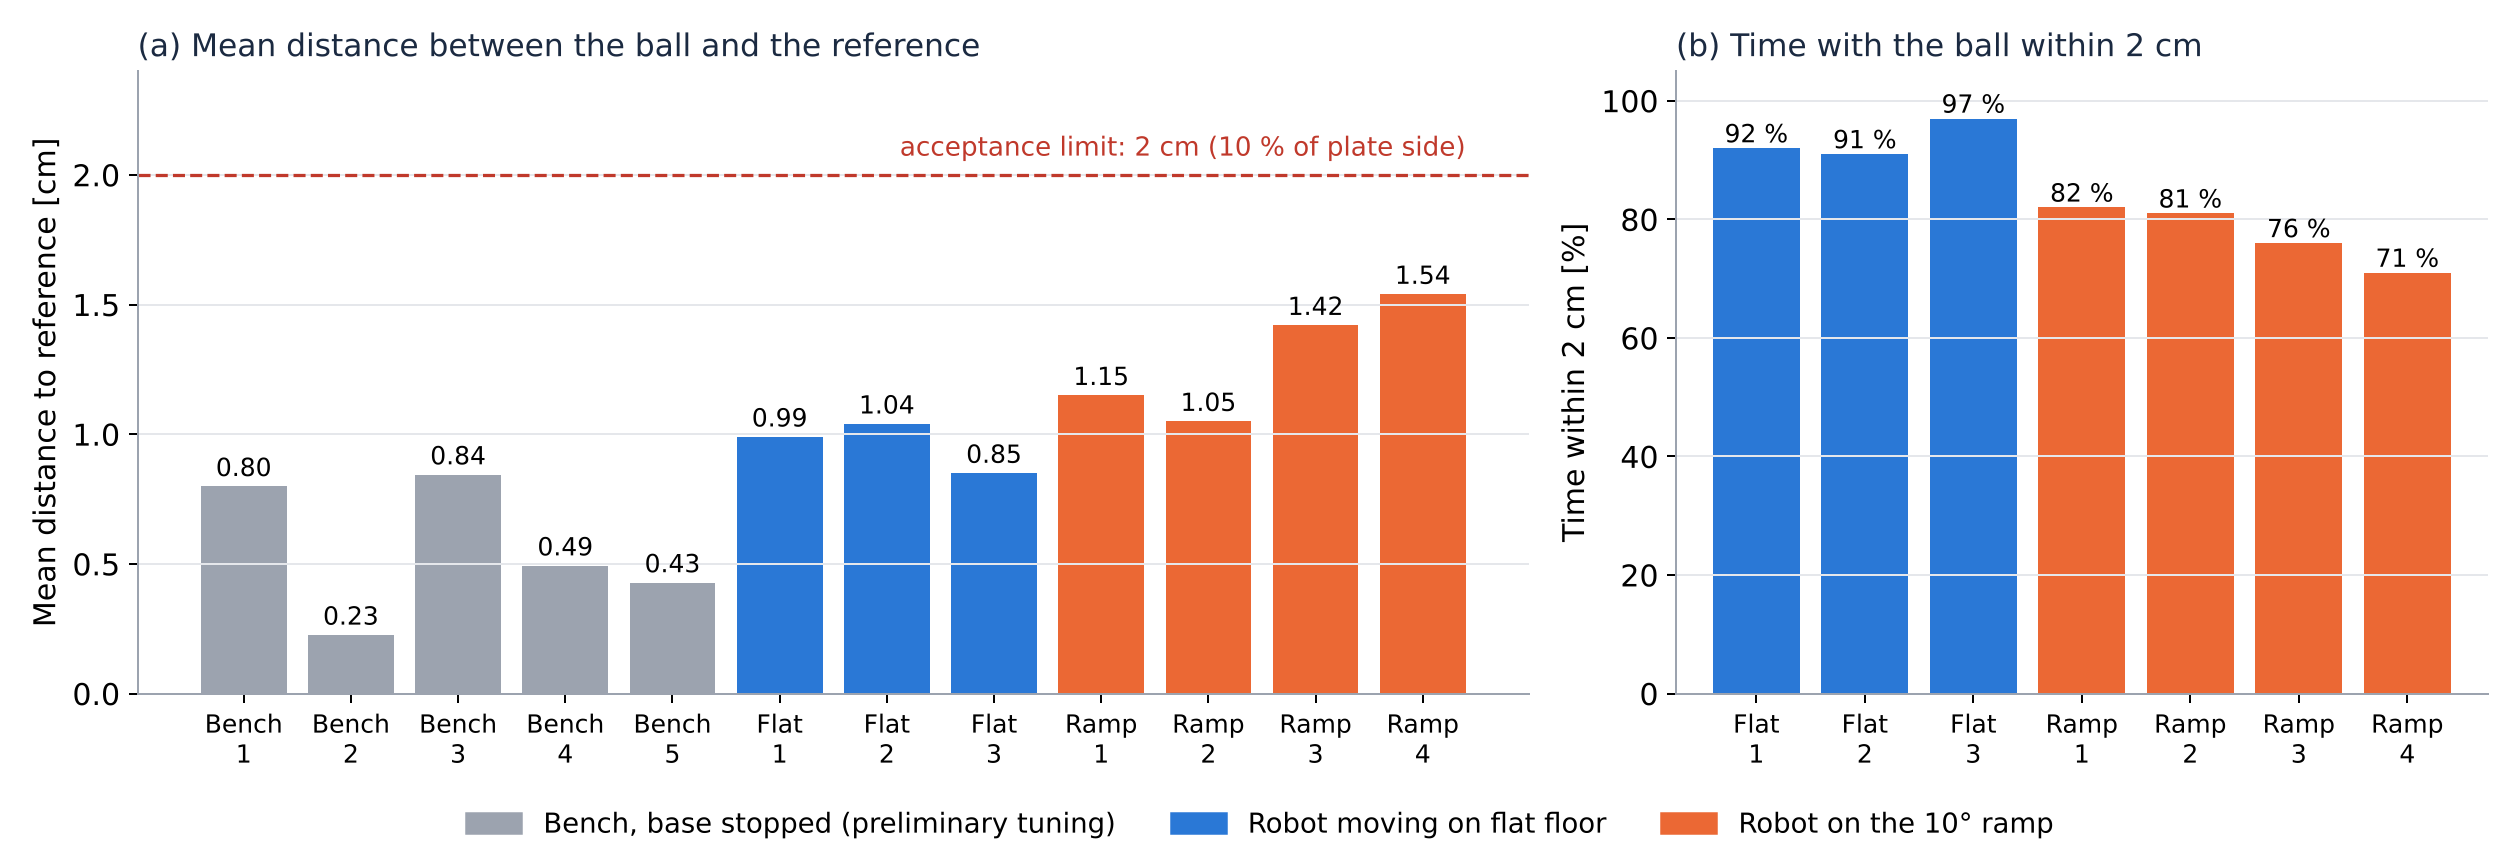 (a) Mean distance between the ball and the reference
Mean distance to reference [cm]
2.0
1.5
1.0
0.5
0.0
acceptance limit: 2 cm (10 % of plate side)
0.80
0.23
0.84
0.49
0.43
0.99
1.04
0.85
1.15
1.05
1.42
1.54
Bench
1
Bench
2
Bench
3
Bench
4
Bench
5
Flat
1
Flat
2
Flat
3
Ramp
1
Ramp
2
Ramp
3
Ramp
4
(b) Time with the ball within 2 cm
Time within 2 cm [%]
100
80
60
40
20
0
92 %
91 %
97 %
82 %
81 %
76 %
71 %
Flat
1
Flat
2
Flat
3
Ramp
1
Ramp
2
Ramp
3
Ramp
4
Bench, base stopped (preliminary tuning)
Robot moving on flat floor
Robot on the 10° ramp